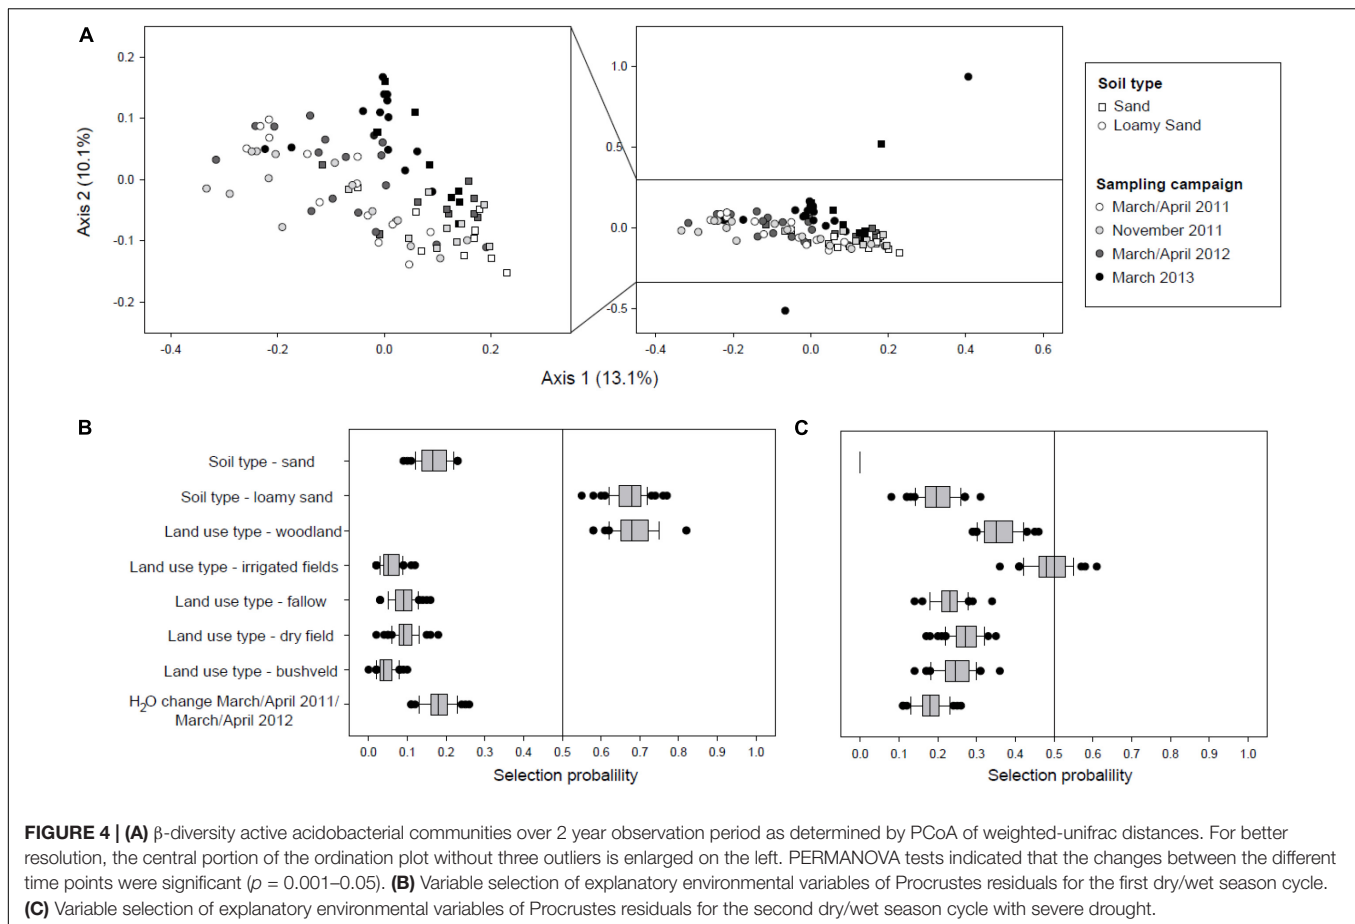 A
0.2
0.1
0.0
-0.1
-0.2
Axis 2 (10.1%)
-0.4
-0.2
0.0
0.2
1.0
0.5
0.0
-0.5
-0.4
-0.2
0.0
0.2
0.4
0.6
Axis 1 (13.1%)
Soil type
Sand
Loamy Sand
Sampling campaign
March/April 2011
November 2011
March/April 2012
March 2013
B
Soil type - sand
Soil type - loamy sand
Land use type - woodland
Land use type - irrigated fields
Land use type - fallow
Land use type - dry field
Land use type - bushveld
H2O change March/April 2011/
March/April 2012
0.0 0.1 0.2 0.3 0.4 0.5 0.6 0.7 0.8 0.9 1.0
Selection probalility
C
0.0 0.1 0.2 0.3 0.4 0.5 0.6 0.7 0.8 0.9 1.0
Selection probalility
FIGURE 4 | (A) β-diversity active acidobacterial communities over 2 year observation period as determined by PCoA of weighted-unifrac distances. For better
resolution, the central portion of the ordination plot without three outliers is enlarged on the left. PERMANOVA tests indicated that the changes between the different
time points were significant (p = 0.001–0.05). (B) Variable selection of explanatory environmental variables of Procrustes residuals for the first dry/wet season cycle.
(C) Variable selection of explanatory environmental variables of Procrustes residuals for the second dry/wet season cycle with severe drought.